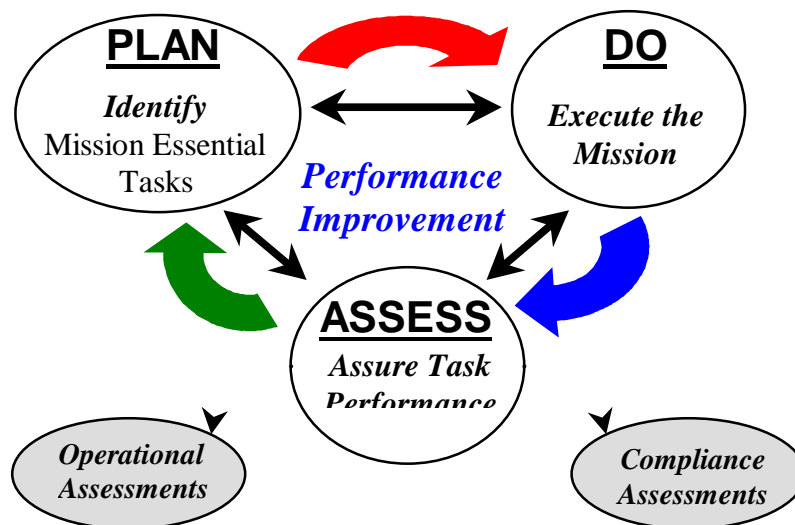 PLAN
Identify
Mission Essential
Tasks
DO
Execute the
Mission
Performance
Improvement
ASSESS
Assure Task
Performance
Operational
Assessments
Compliance
Assessments